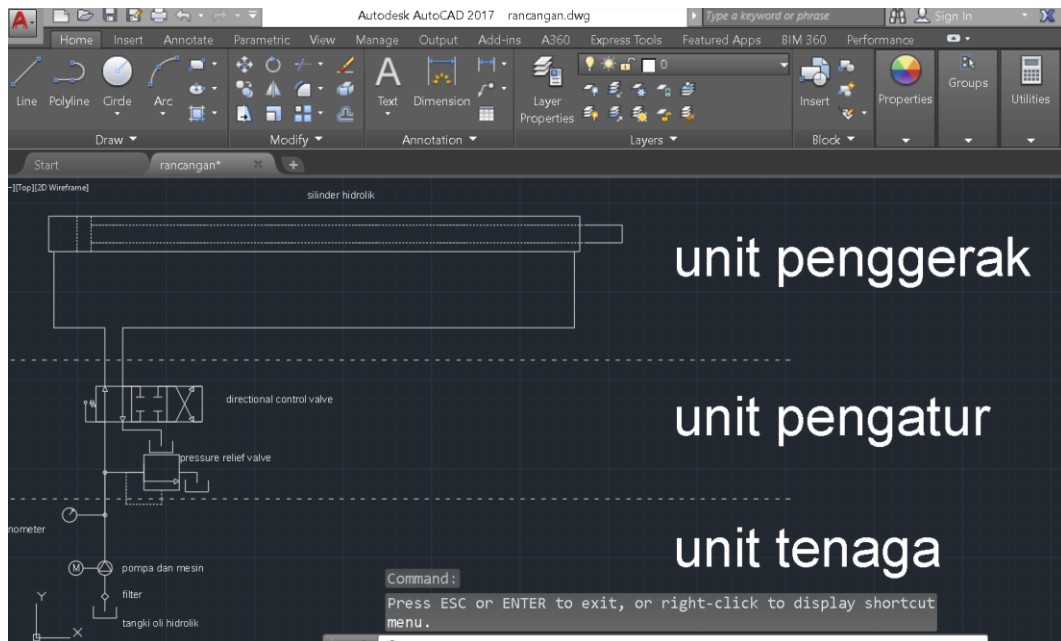 Autodesk AutoCAD 2017 rancangan.dwg
Type a keyword or phrase
Sign In
Home Insert Annotate Parametric View Manage Output Add-ins A360 Express Tools Featured Apps BIM 360 Performance
Line Polyline Circle Arc
Text Dimension
Layer Properties
0
Insert
Properties
Groups
Utilities
Draw Modify Annotation Layers Block
Start rancangan*
[Top][2D Wireframe]
silinder hidrolik
unit penggerak
directional control valve
unit pengatur
pressure relief valve
nometer
unit tenaga
M
pompa dan mesin
filter
tangki oli hidrolik
Y
X
Command:
Press ESC or ENTER to exit, or right-click to display shortcut
menu.